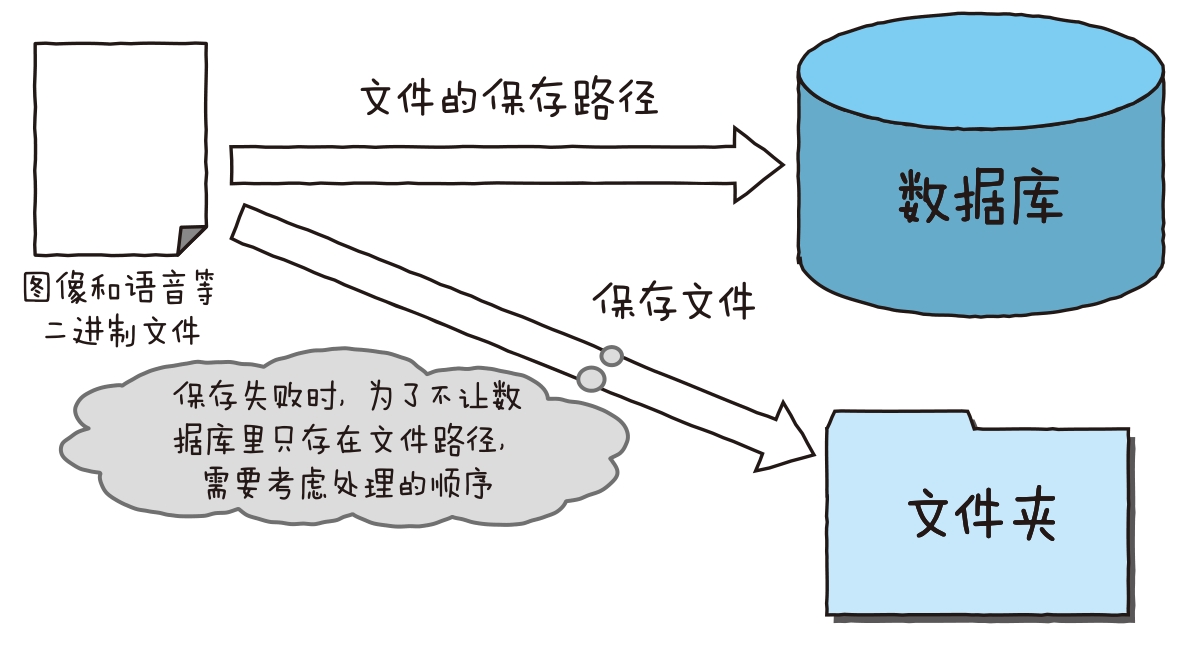 文件的保存路径
数据库
图像和语音等
二进制文件
保存文件
保存失败时，为了不让数
据库里只存在文件路径，
需要考虑处理的顺序
文件夹